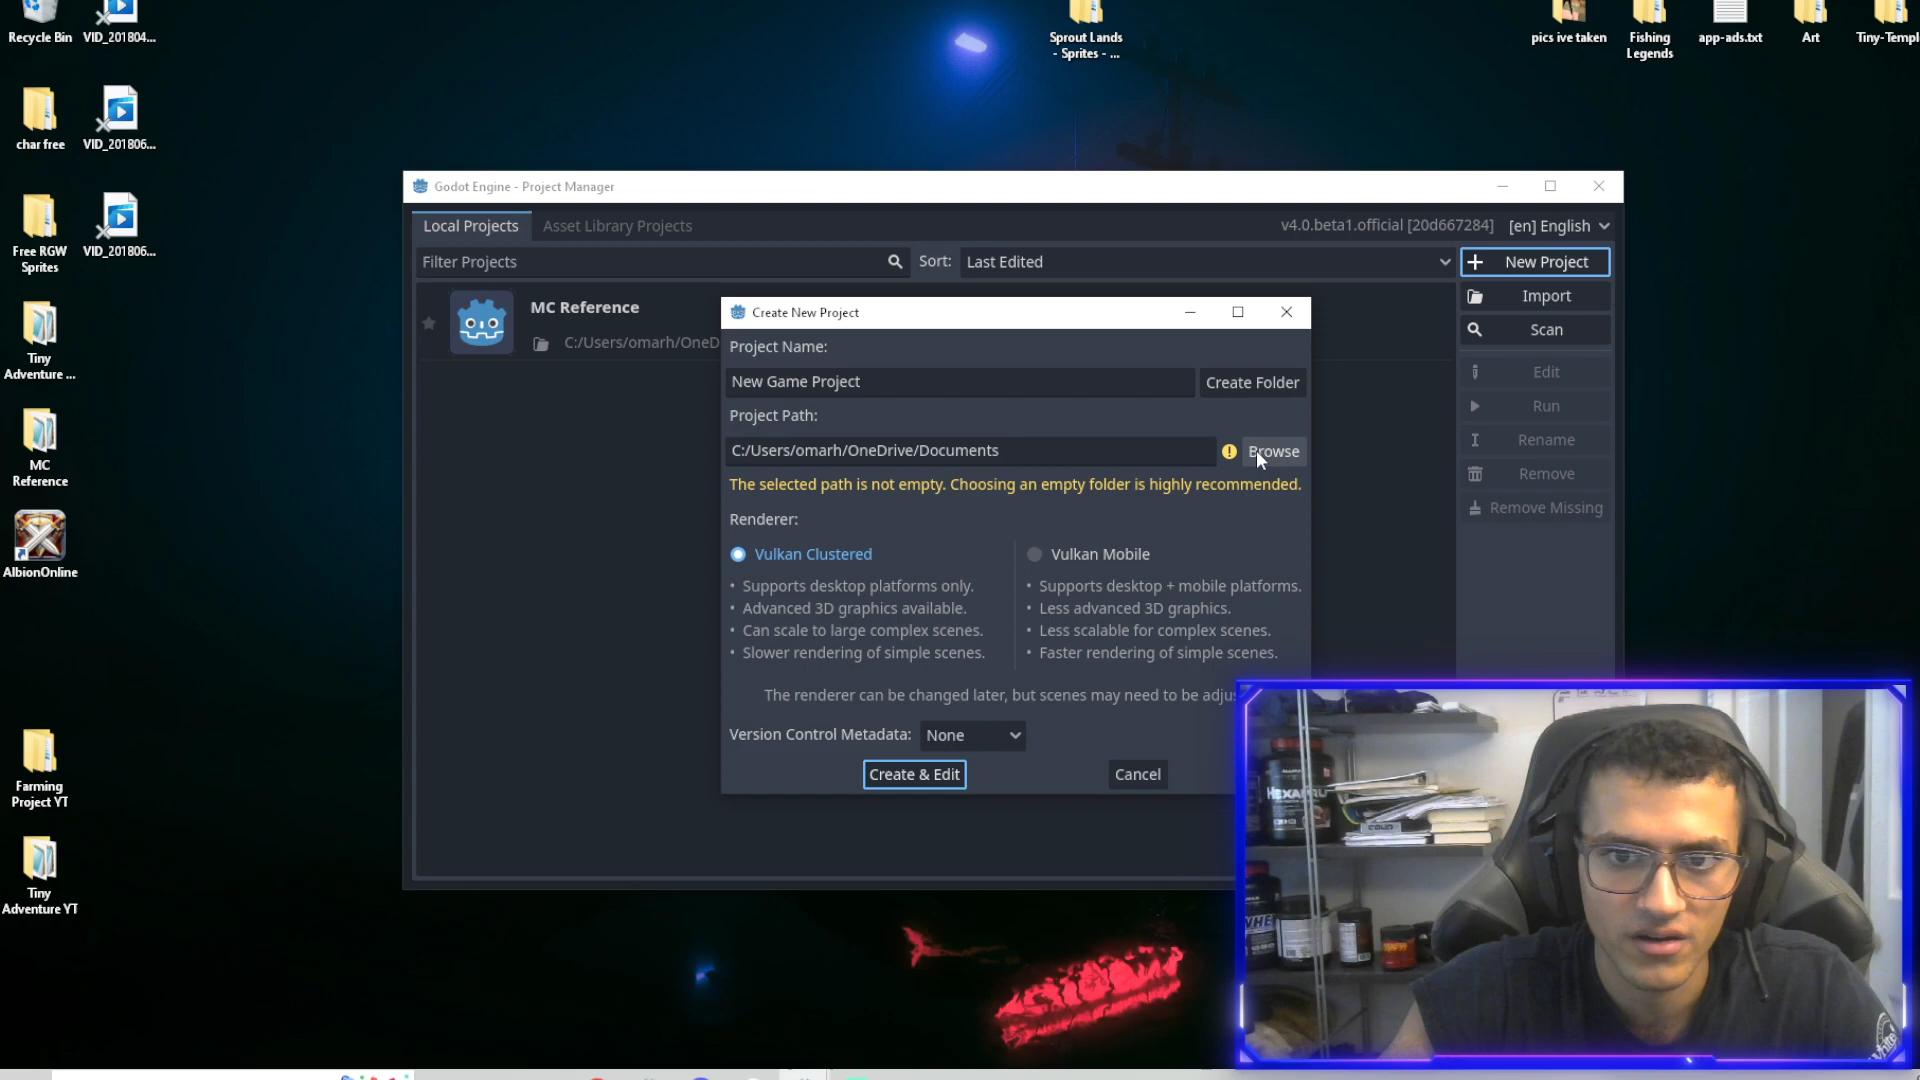 Recycle Bin
VID_201804...
Sprout Lands
- Sprites - ...
pics ive taken
Fishing
Legends
app-ads.txt
Art
Tiny-Templ
char free
VID_201806...
Free RGW
Sprites
VID_201806...
Tiny
Adventure ...
MC
Reference
AlbionOnline
Farming
Project YT
Tiny
Adventure YT
Godot Engine - Project Manager
Local Projects
Asset Library Projects
v4.0.beta1.official [20d667284]
[en] English
Filter Projects
Sort:
Last Edited
New Project
Import
Scan
Edit
Run
Rename
Remove
Remove Missing
MC Reference
C:/Users/omarh/OneD
Create New Project
Project Name:
New Game Project
Create Folder
Project Path:
C:/Users/omarh/OneDrive/Documents
Browse
The selected path is not empty. Choosing an empty folder is highly recommended.
Renderer:
Vulkan Clustered
• Supports desktop platforms only.
• Advanced 3D graphics available.
• Can scale to large complex scenes.
• Slower rendering of simple scenes.
Vulkan Mobile
• Supports desktop + mobile platforms.
• Less advanced 3D graphics.
• Less scalable for complex scenes.
• Faster rendering of simple scenes.
The renderer can be changed later, but scenes may need to be adju
Version Control Metadata:
None
Create & Edit
Cancel